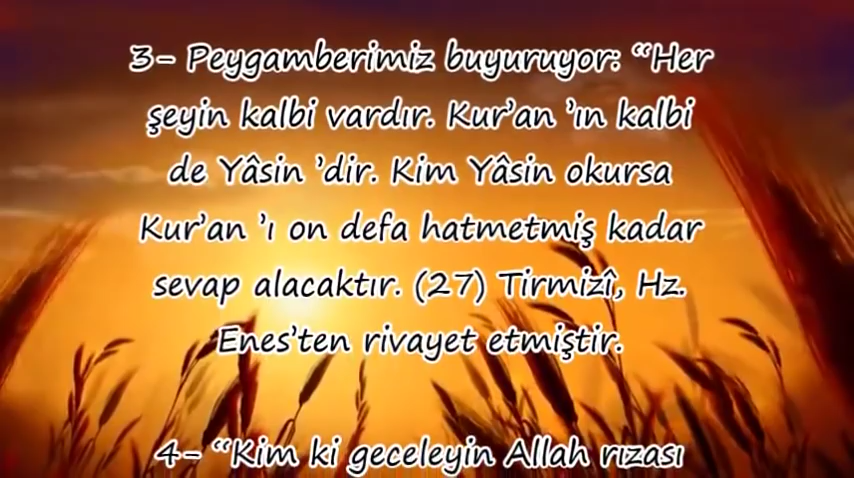 3- Peygamberimiz buyuruyor: “Her
şeyin kalbi vardır. Kur’an ’ın kalbi
de Yâsin ’dir. Kim Yâsin okursa
Kur’an ’ı on defa hatmetmiş kadar
sevap alacaktır. (27) Tirmizî, Hz.
Enes’ten rivayet etmiştir.
4- “Kim ki geceleyin Allah rızası